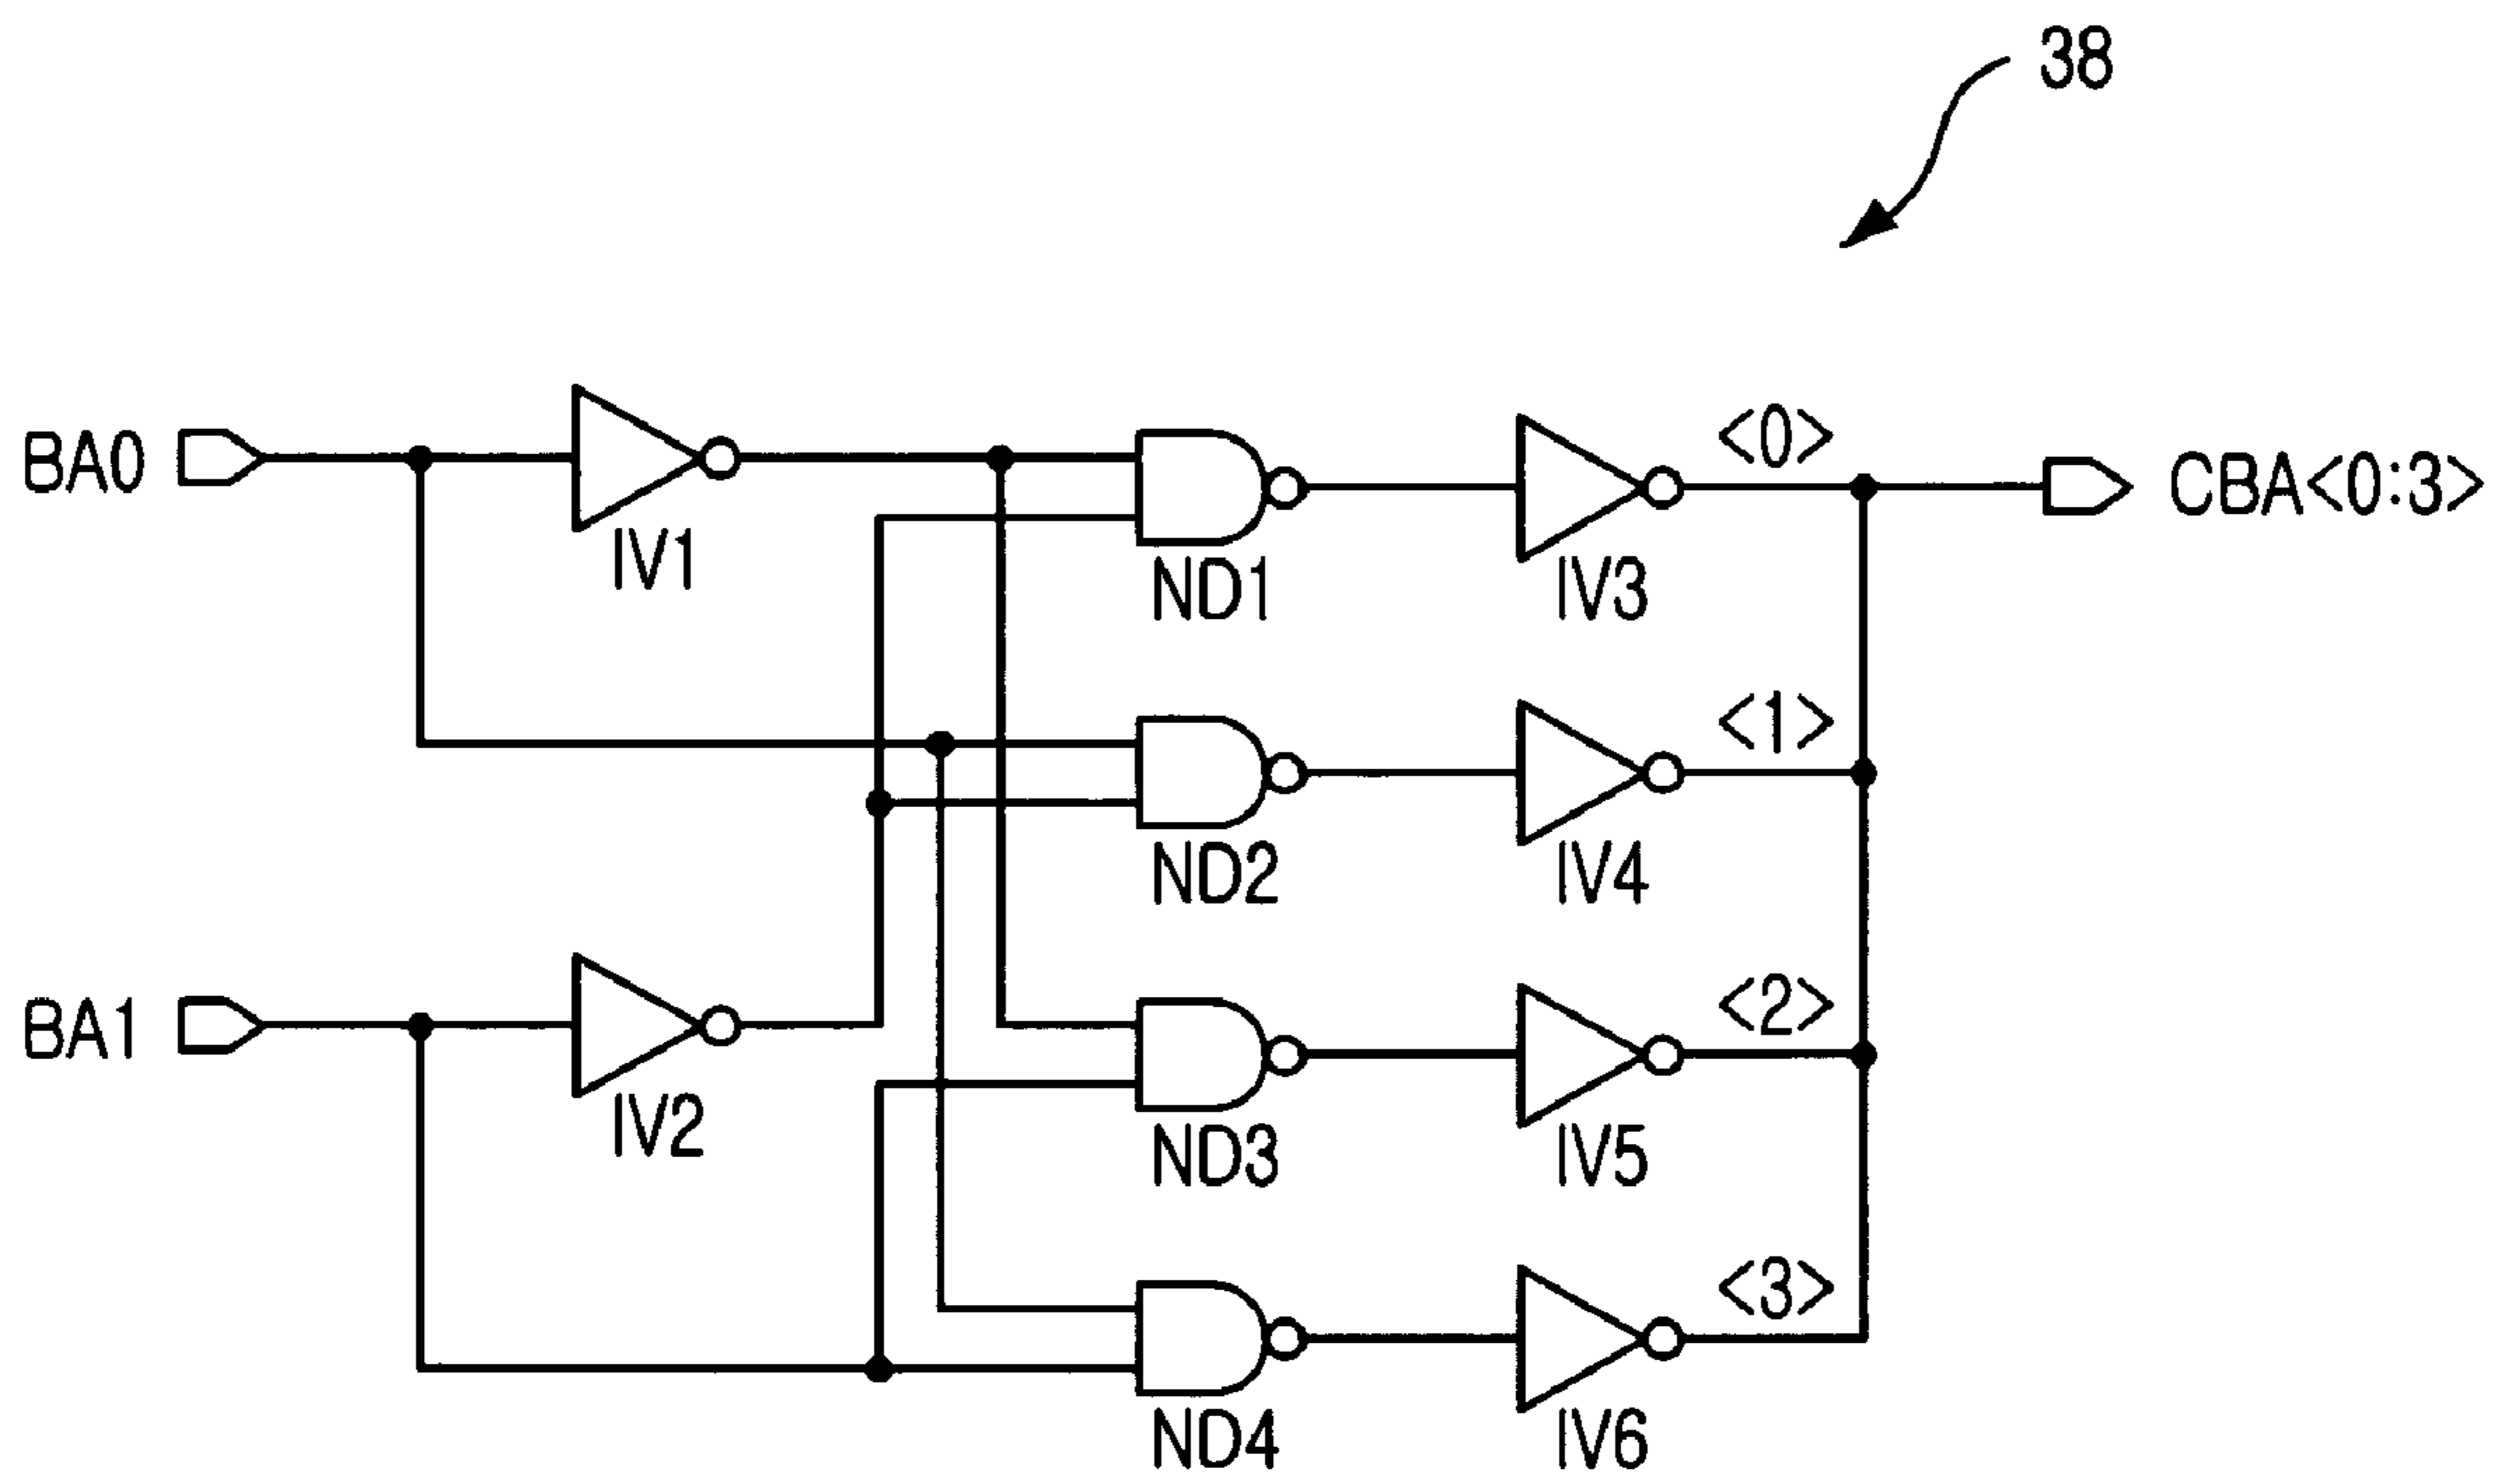 38
BA0
IV1
ND1
IV3
<0>
CBA<0:3>
ND2
IV4
<1>
BA1
IV2
ND3
IV5
<2>
ND4
IV6
<3>